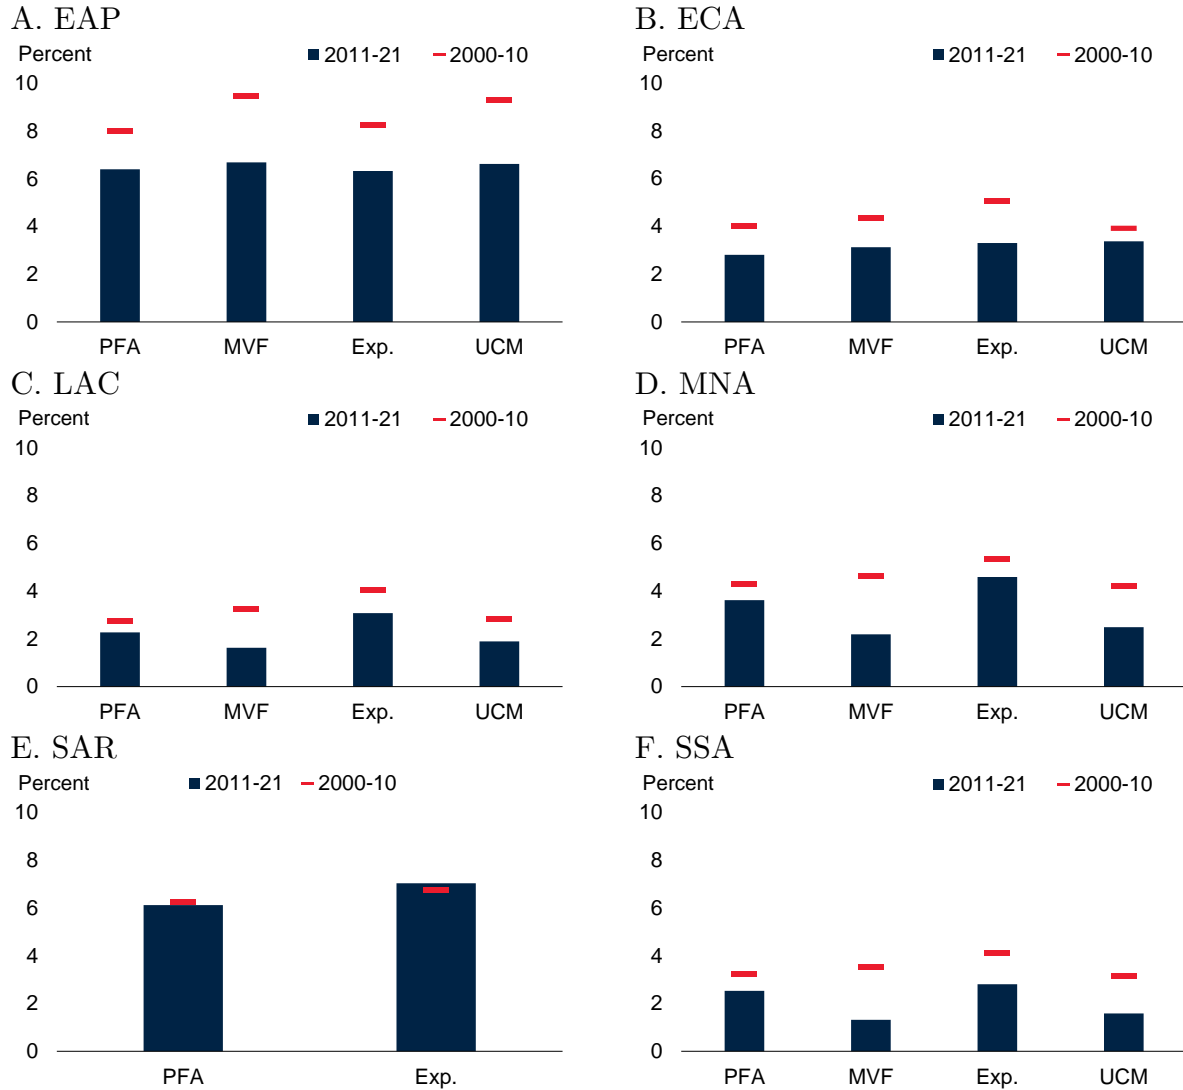 A. EAP
Percent
2011-21
2000-10
10
8
6
4
2
0
PFA MVF Exp. UCM
B. ECA
Percent
2011-21
2000-10
10
8
6
4
2
0
PFA MVF Exp. UCM
C. LAC
Percent
2011-21
2000-10
10
8
6
4
2
0
PFA MVF Exp. UCM
D. MNA
Percent
2011-21
2000-10
10
8
6
4
2
0
PFA MVF Exp. UCM
E. SAR
Percent
2011-21
2000-10
10
8
6
4
2
0
PFA Exp.
F. SSA
Percent
2011-21
2000-10
10
8
6
4
2
0
PFA MVF Exp. UCM